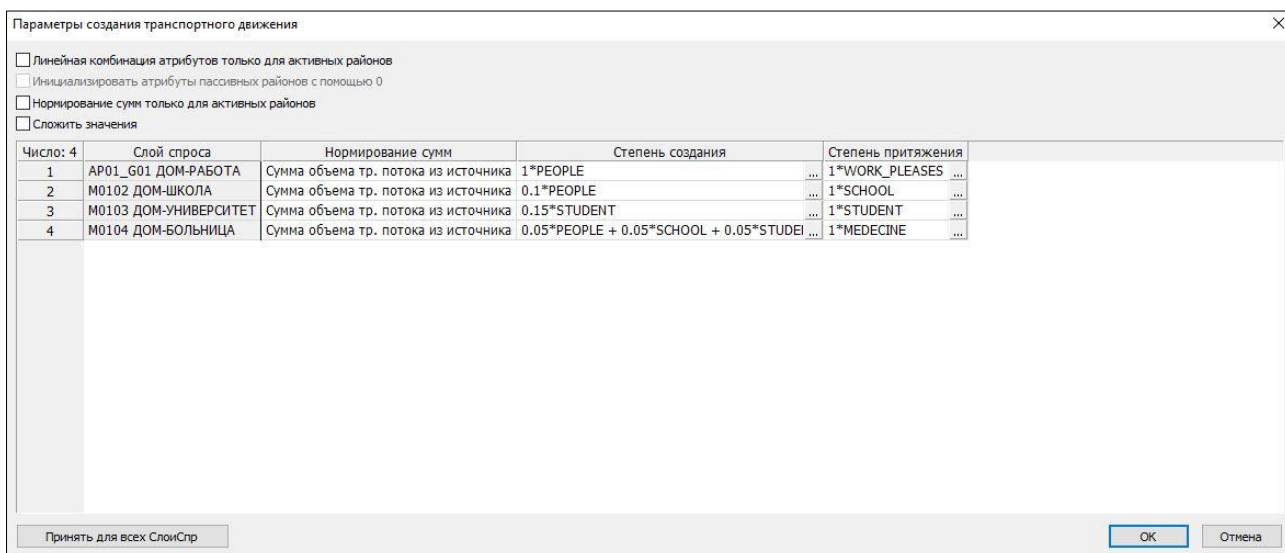 Параметры создания транспортного движения
Линейная комбинация атрибутов только для активных районов
Инициализировать атрибуты пассивных районов с помощью 0
Нормирование сумм только для активных районов
Сложить значения
Число: 4 Слой спроса Нормирование сумм Степень создания Степень притяжения
1 AP01_G01 ДОМ-РАБОТА Сумма объема тр. потока из источника 1*PEOPLE ... 1*WORK_PLEASES ...
2 M0102 ДОМ-ШКОЛА Сумма объема тр. потока из источника 0.1*PEOPLE ... 1*SCHOOL ...
3 M0103 ДОМ-УНИВЕРСИТЕТ Сумма объема тр. потока из источника 0.15*STUDENT ... 1*STUDENT ...
4 M0104 ДОМ-БОЛЬНИЦА Сумма объема тр. потока из источника 0.05*PEOPLE + 0.05*SCHOOL + 0.05*STUDE ... 1*MEDECINE ...
Принять для всех СлоиСпр OK Отмена